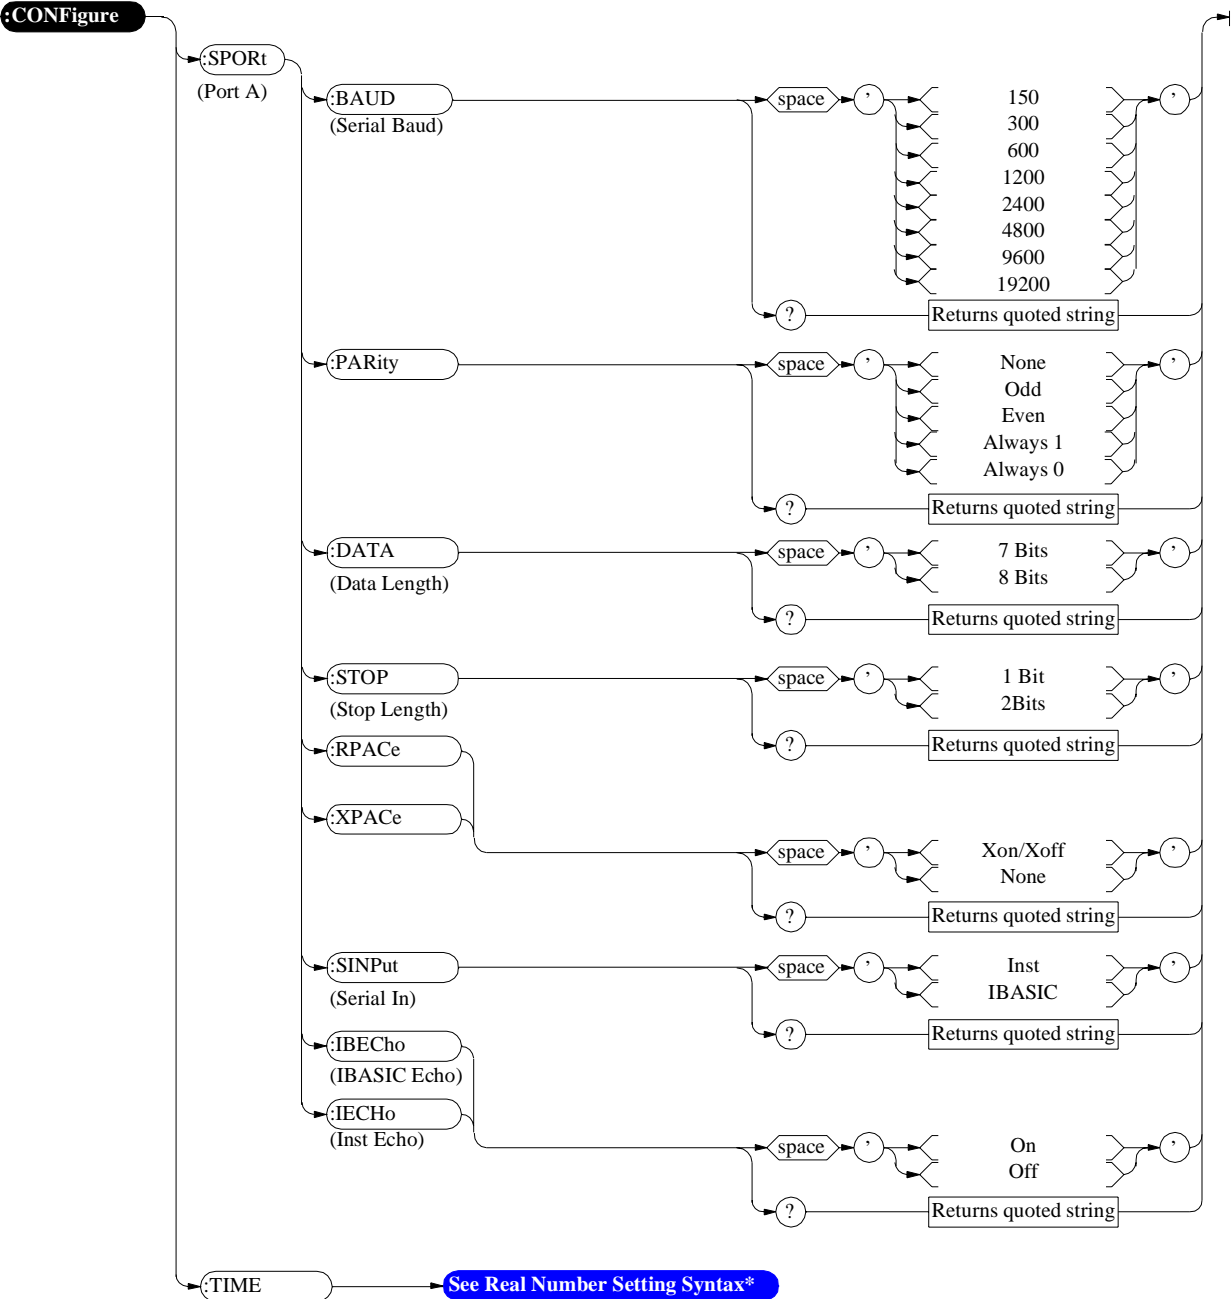 :CONFigure
:SPORt
(Port A)
:BAUD
(Serial Baud)
space
’
150
300
600
1200
2400
4800
9600
19200
’
?
Returns quoted string
:PARity
space
’
None
Odd
Even
Always 1
Always 0
’
?
Returns quoted string
:DATA
(Data Length)
space
’
7 Bits
8 Bits
’
?
Returns quoted string
:STOP
(Stop Length)
space
’
1 Bit
2Bits
’
?
Returns quoted string
:RPACe
:XPACe
space
’
Xon/Xoff
None
’
?
Returns quoted string
:SINPut
(Serial In)
space
’
Inst
IBASIC
’
?
Returns quoted string
:IBECho
(IBASIC Echo)
:IECHo
(Inst Echo)
space
’
On
Off
’
?
Returns quoted string
:TIME
See Real Number Setting Syntax*